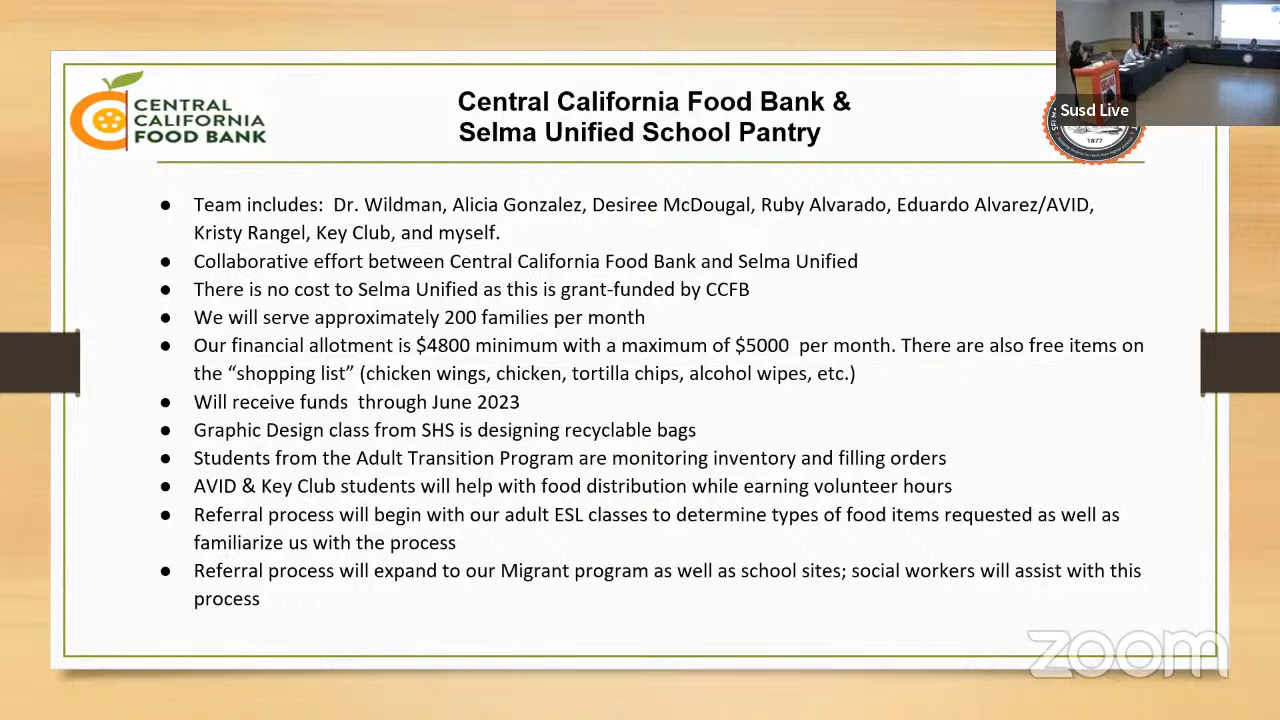 CENTRAL
CALIFORNIA
FOOD BANK
Central California Food Bank &
Selma Unified School Pantry
Susd Live
1877
● Team includes:  Dr. Wildman, Alicia Gonzalez, Desiree McDougal, Ruby Alvarado, Eduardo Alvarez/AVID,
Kristy Rangel, Key Club, and myself.
● Collaborative effort between Central California Food Bank and Selma Unified
● There is no cost to Selma Unified as this is grant-funded by CCFB
● We will serve approximately 200 families per month
● Our financial allotment is $4800 minimum with a maximum of $5000  per month. There are also free items on
the “shopping list” (chicken wings, chicken, tortilla chips, alcohol wipes, etc.)
● Will receive funds  through June 2023
● Graphic Design class from SHS is designing recyclable bags
● Students from the Adult Transition Program are monitoring inventory and filling orders
● AVID & Key Club students will help with food distribution while earning volunteer hours
● Referral process will begin with our adult ESL classes to determine types of food items requested as well as
familiarize us with the process
● Referral process will expand to our Migrant program as well as school sites; social workers will assist with this
process
zoom